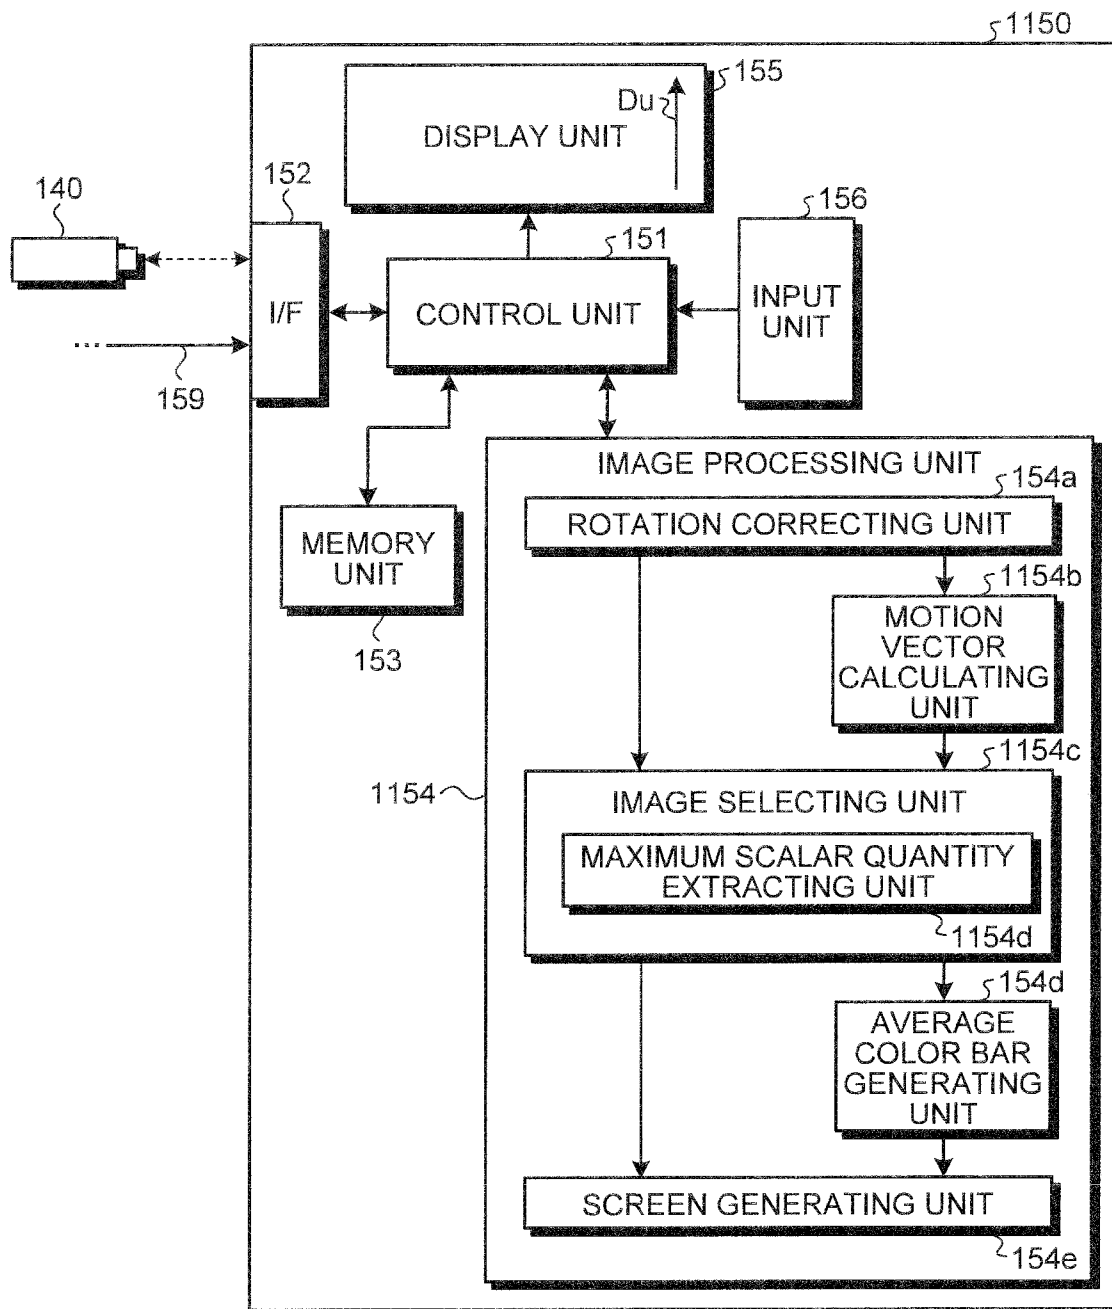 1150
155
Du
DISPLAY UNIT
152
140
156
151
I/F
CONTROL UNIT
INPUT
UNIT
...
159
IMAGE PROCESSING UNIT
154a
ROTATION CORRECTING UNIT
MEMORY
UNIT
153
1154b
MOTION
VECTOR
CALCULATING
UNIT
1154c
1154
IMAGE SELECTING UNIT
MAXIMUM SCALAR QUANTITY
EXTRACTING UNIT
1154d
154d
AVERAGE
COLOR BAR
GENERATING
UNIT
SCREEN GENERATING UNIT
154e